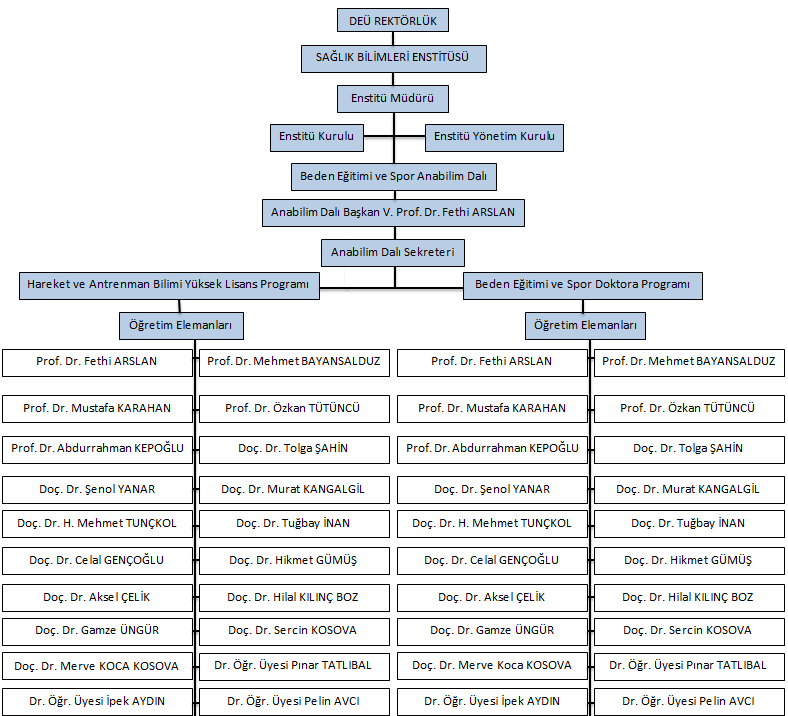 DEÜ REKTÖRLÜK
SAĞLIK BİLİMLERİ ENSTİTÜSÜ
Enstitü Müdürü
Enstitü Kurulu
Enstitü Yönetim Kurulu
Beden Eğitimi ve Spor Anabilim Dalı
Anabilim Dalı Başkan V. Prof. Dr. Fethi ARSLAN
Anabilim Dalı Sekreteri
Hareket ve Antrenman Bilimi Yüksek Lisans Programı
Beden Eğitimi ve Spor Doktora Programı
Öğretim Elemanları
Öğretim Elemanları
Prof. Dr. Fethi ARSLAN
Prof. Dr. Mehmet BAYANSALDUZ
Prof. Dr. Fethi ARSLAN
Prof. Dr. Mehmet BAYANSALDUZ
Prof. Dr. Mustafa KARAHAN
Prof. Dr. Özkan TÜTÜNCÜ
Prof. Dr. Mustafa KARAHAN
Prof. Dr. Özkan TÜTÜNCÜ
Prof. Dr. Abdurrahman KEPOĞLU
Doç. Dr. Tolga ŞAHİN
Prof. Dr. Abdurrahman KEPOĞLU
Doç. Dr. Tolga ŞAHİN
Doç. Dr. Şenol YANAR
Doç. Dr. Murat KANGALGİL
Doç. Dr. Şenol YANAR
Doç. Dr. Murat KANGALGİL
Doç. Dr. H. Mehmet TUNÇKOL
Doç. Dr. Tuğbay İNAN
Doç. Dr. H. Mehmet TUNÇKOL
Doç. Dr. Tuğbay İNAN
Doç. Dr. Celal GENÇOĞLU
Doç. Dr. Hikmet GÜMÜŞ
Doç. Dr. Celal GENÇOĞLU
Doç. Dr. Hikmet GÜMÜŞ
Doç. Dr. Aksel ÇELİK
Doç. Dr. Hilal KILINÇ BOZ
Doç. Dr. Aksel ÇELİK
Doç. Dr. Hilal KILINÇ BOZ
Doç. Dr. Gamze ÜNGÜR
Doç. Dr. Sercin KOSOVA
Doç. Dr. Gamze ÜNGÜR
Doç. Dr. Sercin KOSOVA
Doç. Dr. Merve KOCA KOSOVA
Dr. Öğr. Üyesi Pınar TATLIBAL
Doç. Dr. Merve Koca KOSOVA
Dr. Öğr. Üyesi Pınar TATLIBAL
Dr. Öğr. Üyesi İpek AYDIN
Dr. Öğr. Üyesi Pelin AVCI
Dr. Öğr. Üyesi İpek AYDIN
Dr. Öğr. Üyesi Pelin AVCI